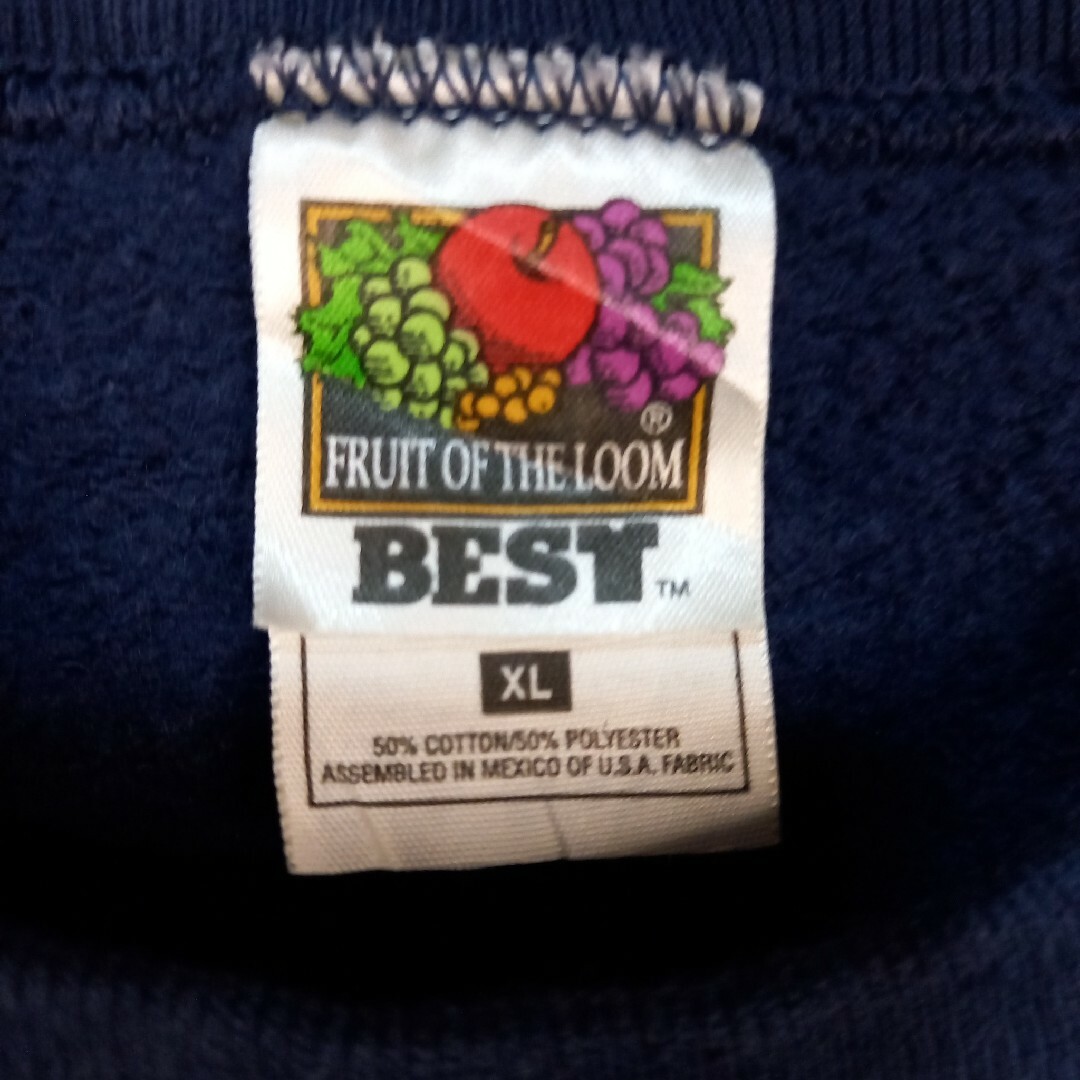 ®
FRUIT OF THE LOOM
BEST™
XL
50% COTTON/50% POLYESTER
ASSEMBLED IN MEXICO OF U.S.A. FABRIC